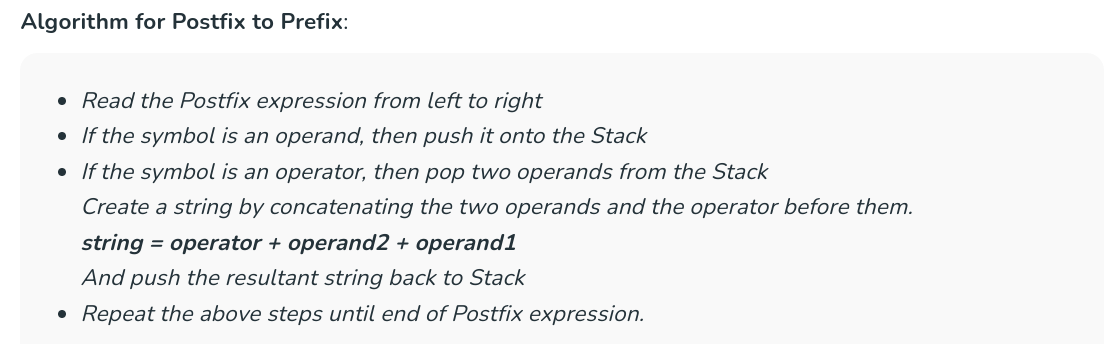 Algorithm for Postfix to Prefix:
• Read the Postfix expression from left to right
• If the symbol is an operand, then push it onto the Stack
• If the symbol is an operator, then pop two operands from the Stack
Create a string by concatenating the two operands and the operator before them.
string = operator + operand2 + operand1
And push the resultant string back to Stack
• Repeat the above steps until end of Postfix expression.